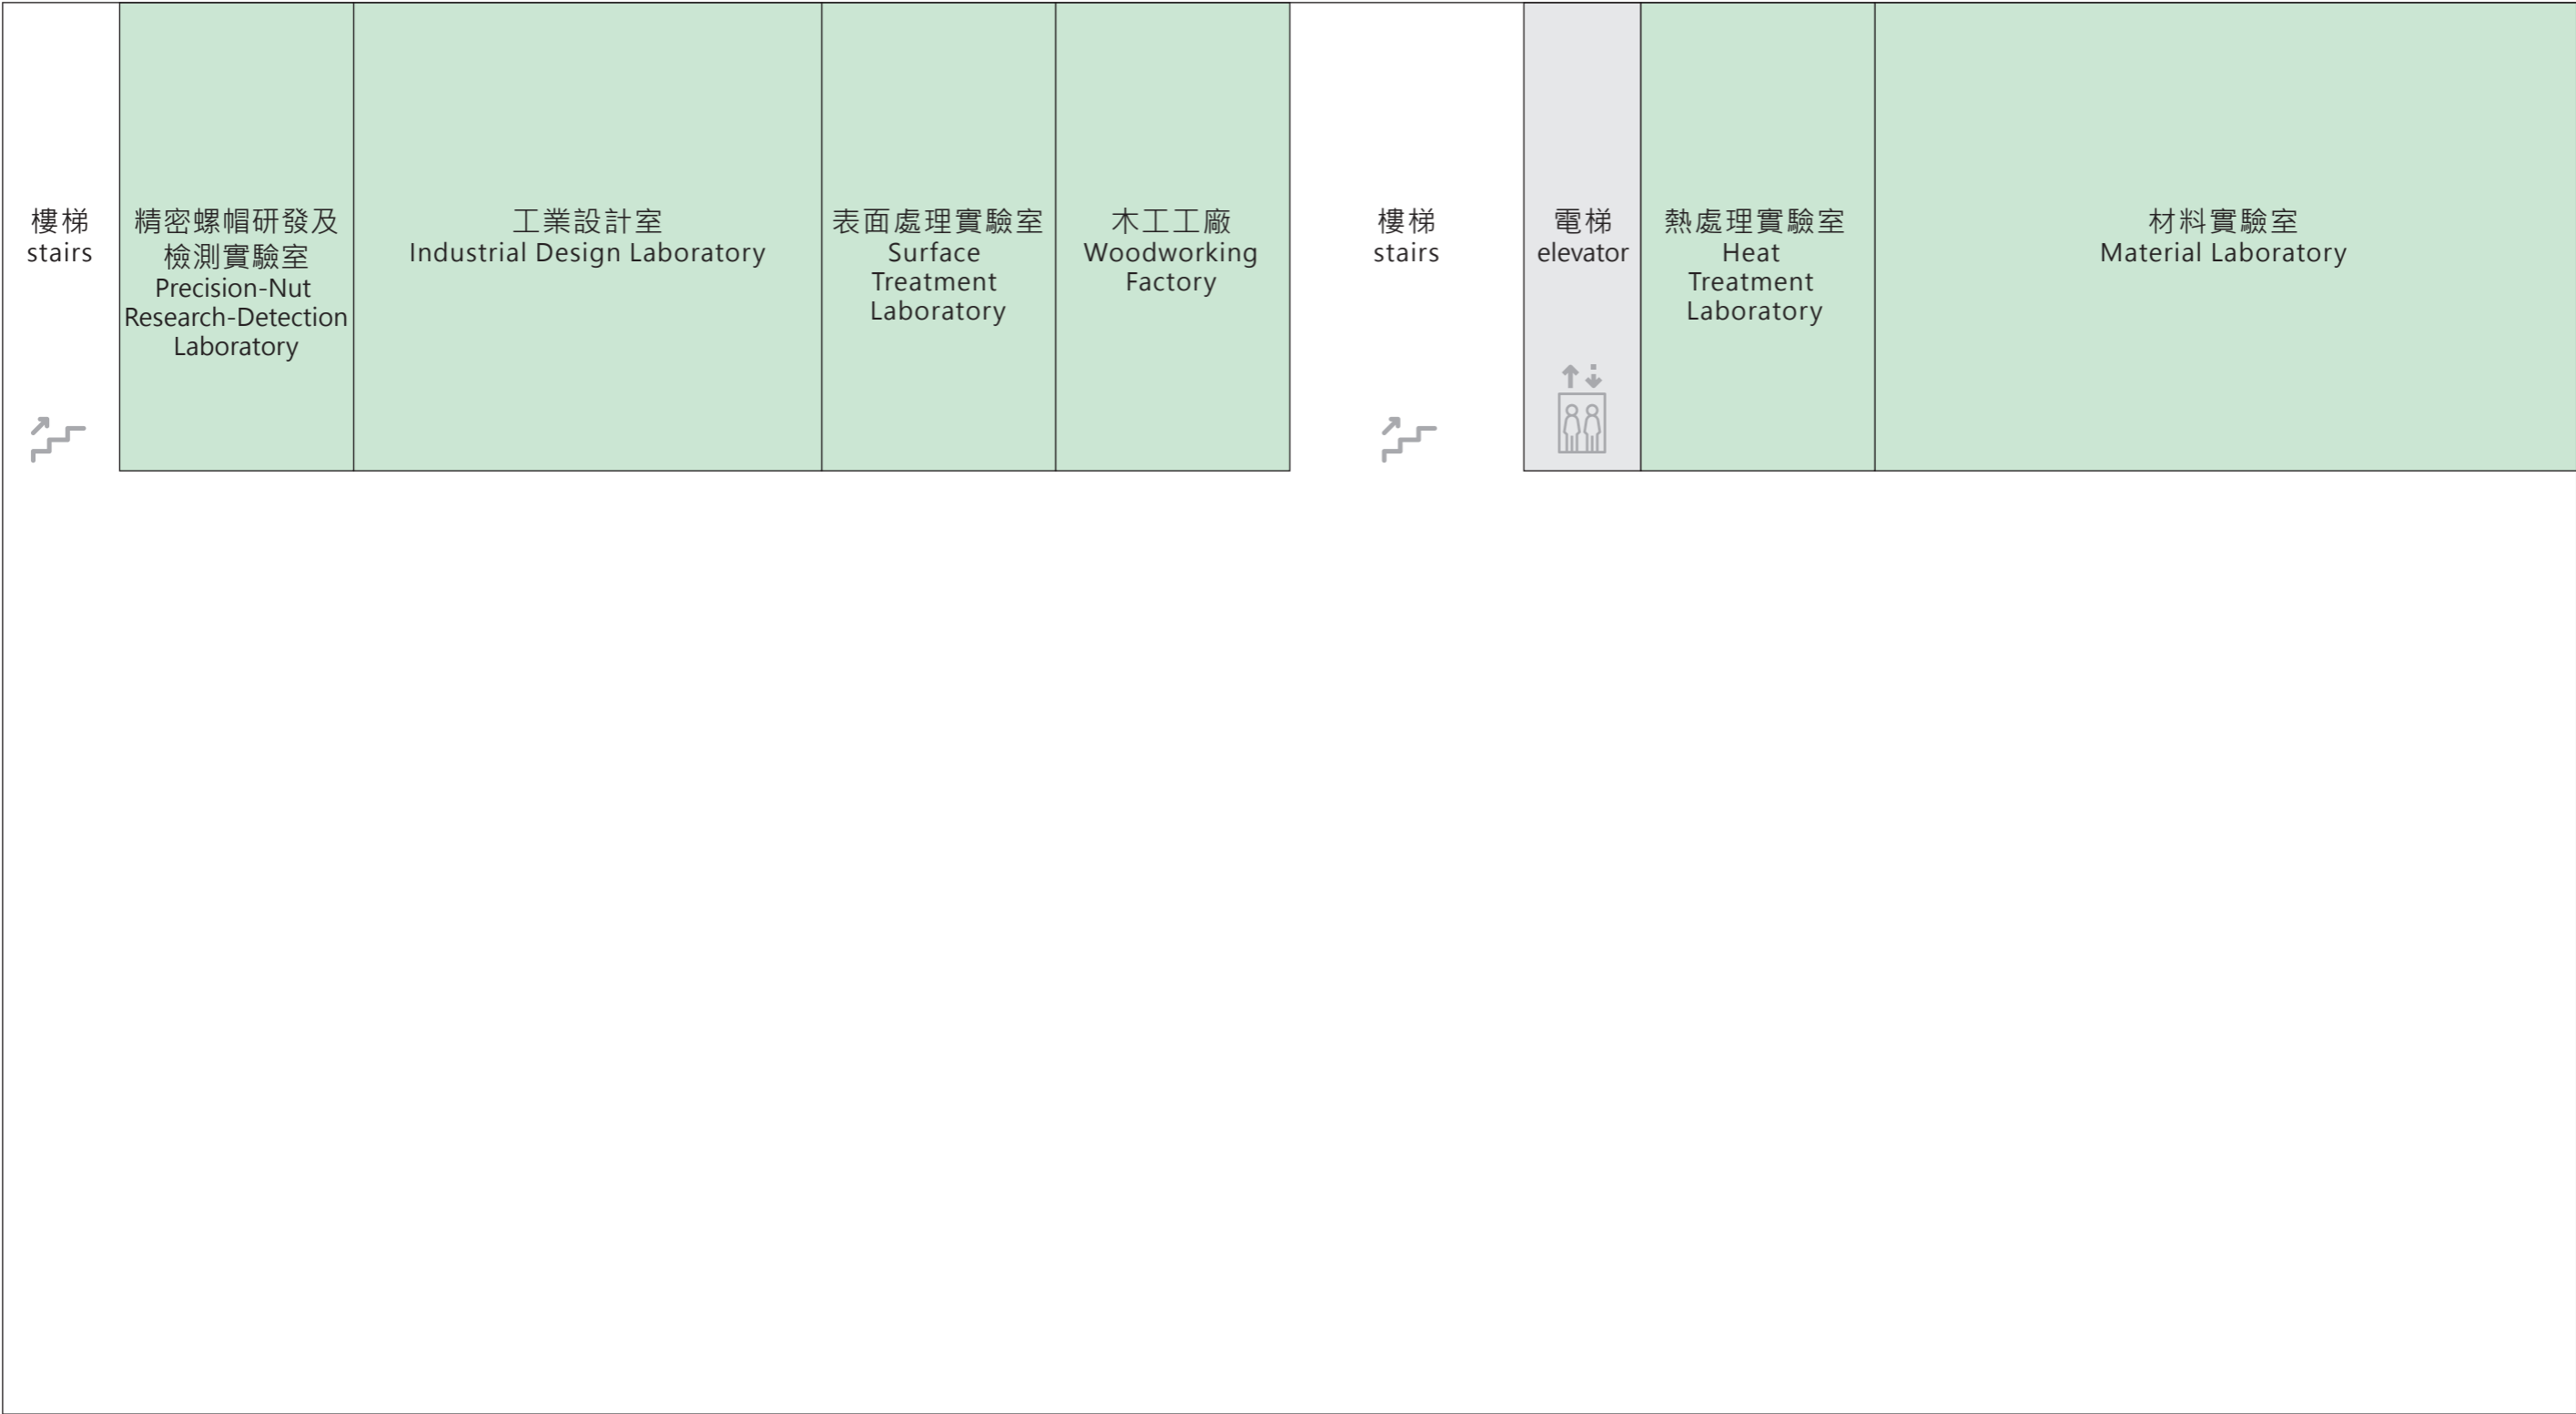 樓梯
stairs
精密螺帽研發及
檢測實驗室
Precision-Nut
Research-Detection
Laboratory
工業設計室
Industrial Design Laboratory
表面處理實驗室
Surface
Treatment
Laboratory
木工工廠
Woodworking
Factory
樓梯
stairs
電梯
elevator
熱處理實驗室
Heat
Treatment
Laboratory
材料實驗室
Material Laboratory